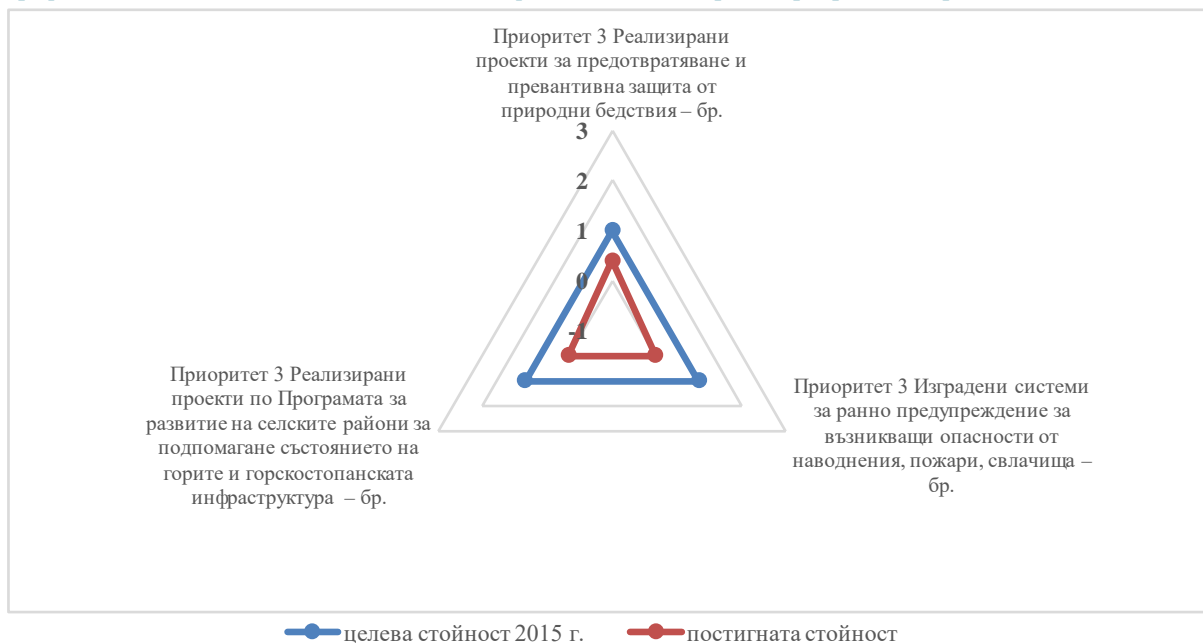 Приоритет 3 Реализирани
проекти за предотвратяване и
превантивна защита от
природни бедствия – бр.
3
2
1
0
-1
Приоритет 3 Реализирани
проекти по Програмата за
развитие на селските райони за
подпомагане състоянието на
горите и горскостопанската
инфраструктура – бр.
Приоритет 3 Изградени системи
за ранно предупреждение за
възникващи опасности от
наводнения, пожари, свлачища –
бр.
целева стойност 2015 г.
постигната стойност